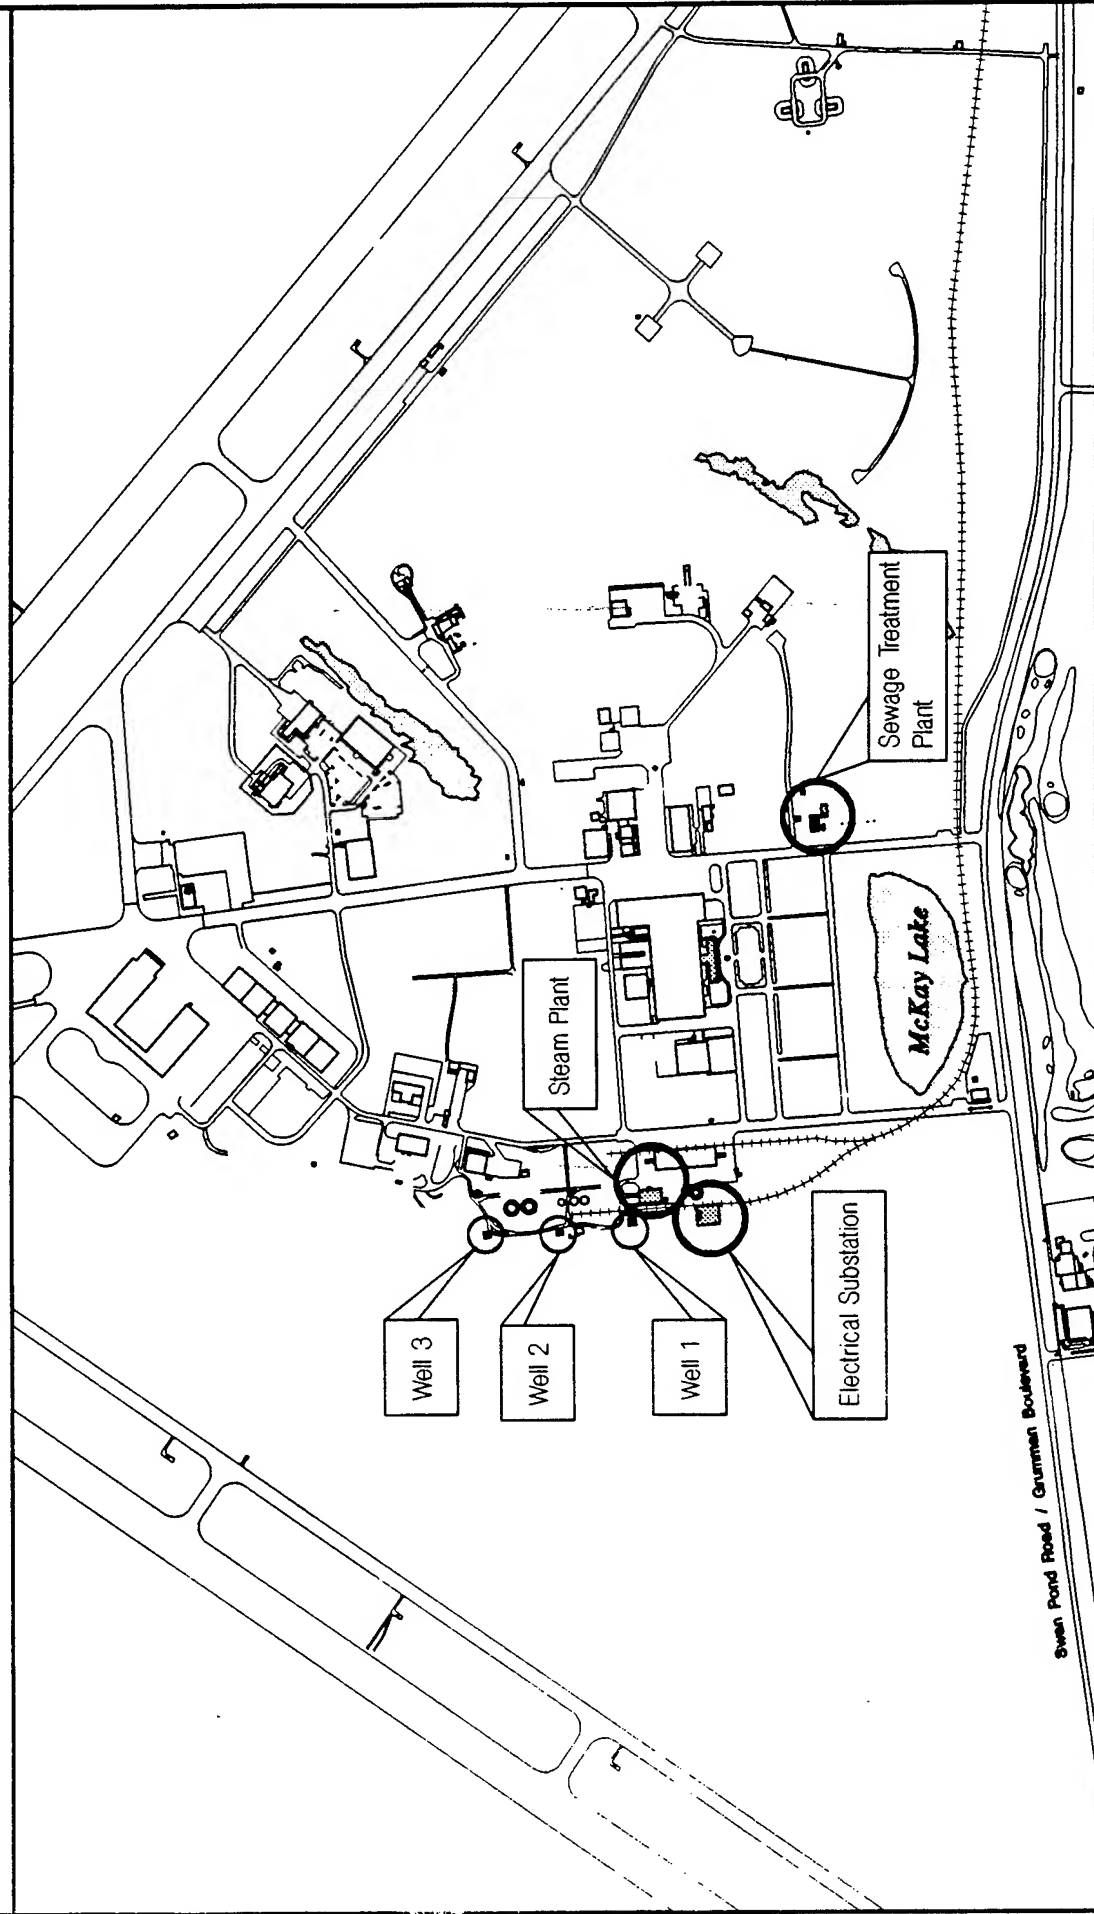 Well 3
Well 2
Well 1
Steam Plant
Electrical Substation
Sewage Treatment
Plant
McKay Lake
Swan Pond Road / Grumman Boulevard